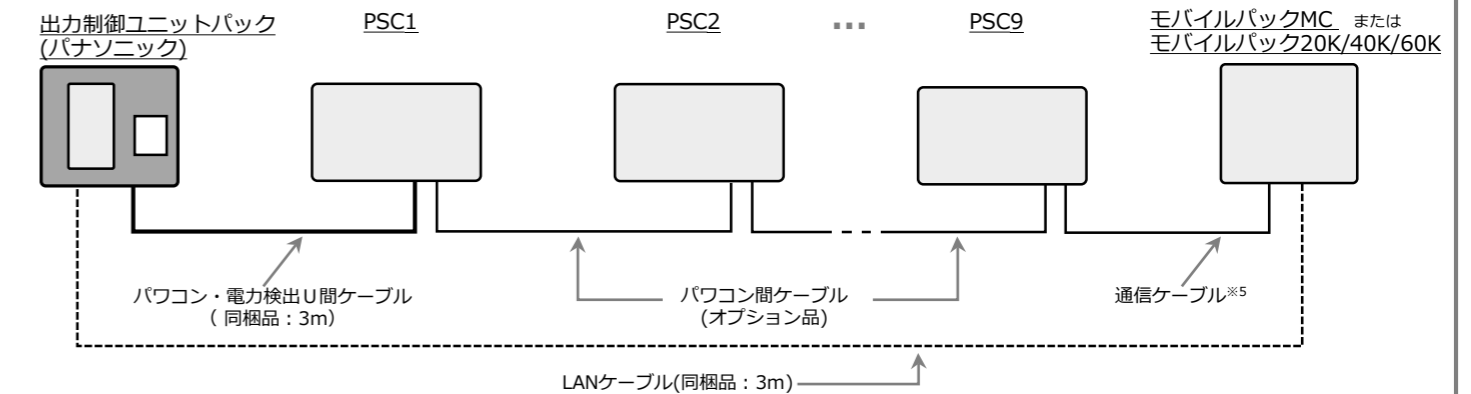 出力制御ユニットパック
(パナソニック)
PSC1
PSC2
…
PSC9
モバイルパックMC または
モバイルパック20K/40K/60K
パワコン・電力検出U間ケーブル
( 同梱品：3m)
パワコン間ケーブル
(オプション品)
通信ケーブル※5
LANケーブル(同梱品：3m)